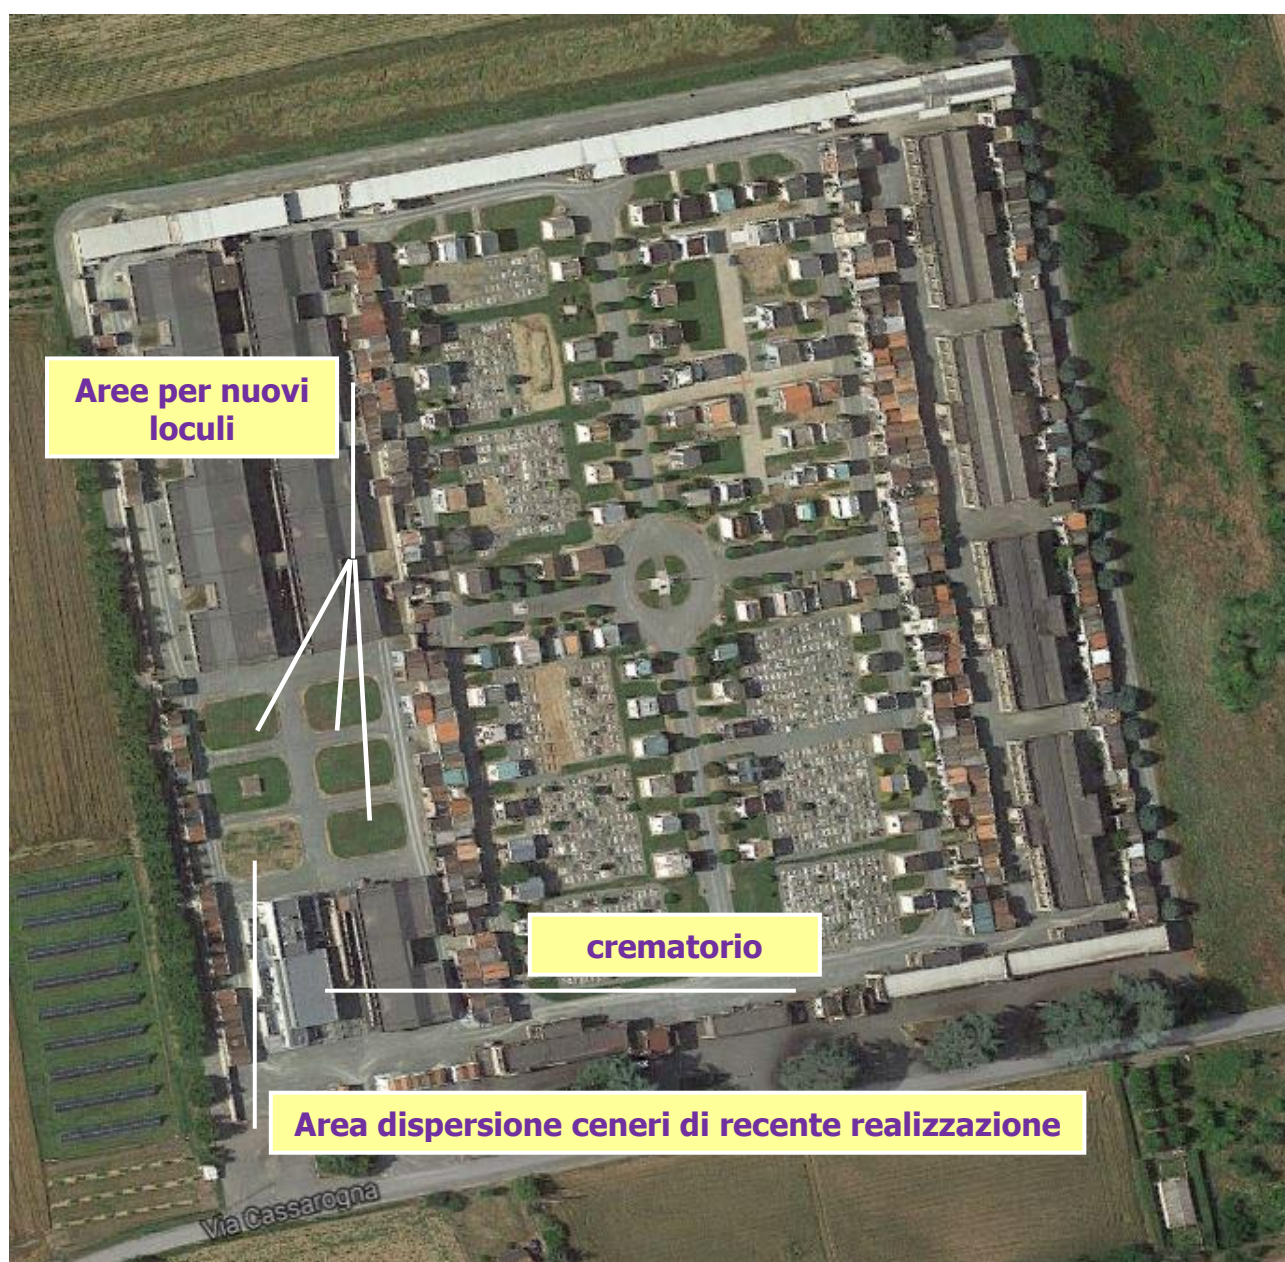 Aree per nuovi
loculi
crematorio
Area dispersione ceneri di recente realizzazione
Via Cassarogna